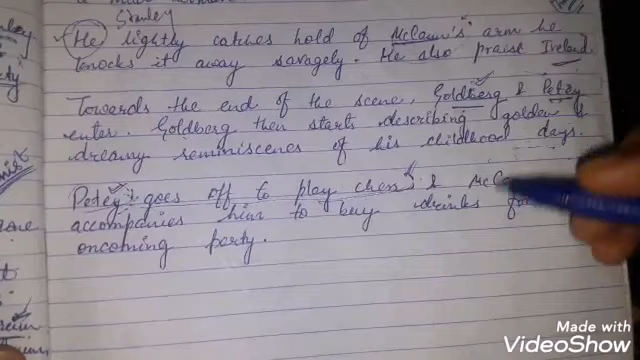 Stanley
He lightly catches hold of McCann's arm he
knocks it away savagely. He also praise Ireland.
Towards the end of the scene, Goldberg & Petey
enter. Goldberg then starts describing golden &
dreamy reminiscenes of his childhood days.
Petey goes off to play chess & McC
accompanies him to buy drinks
oncoming party.
Made with
VideoShow